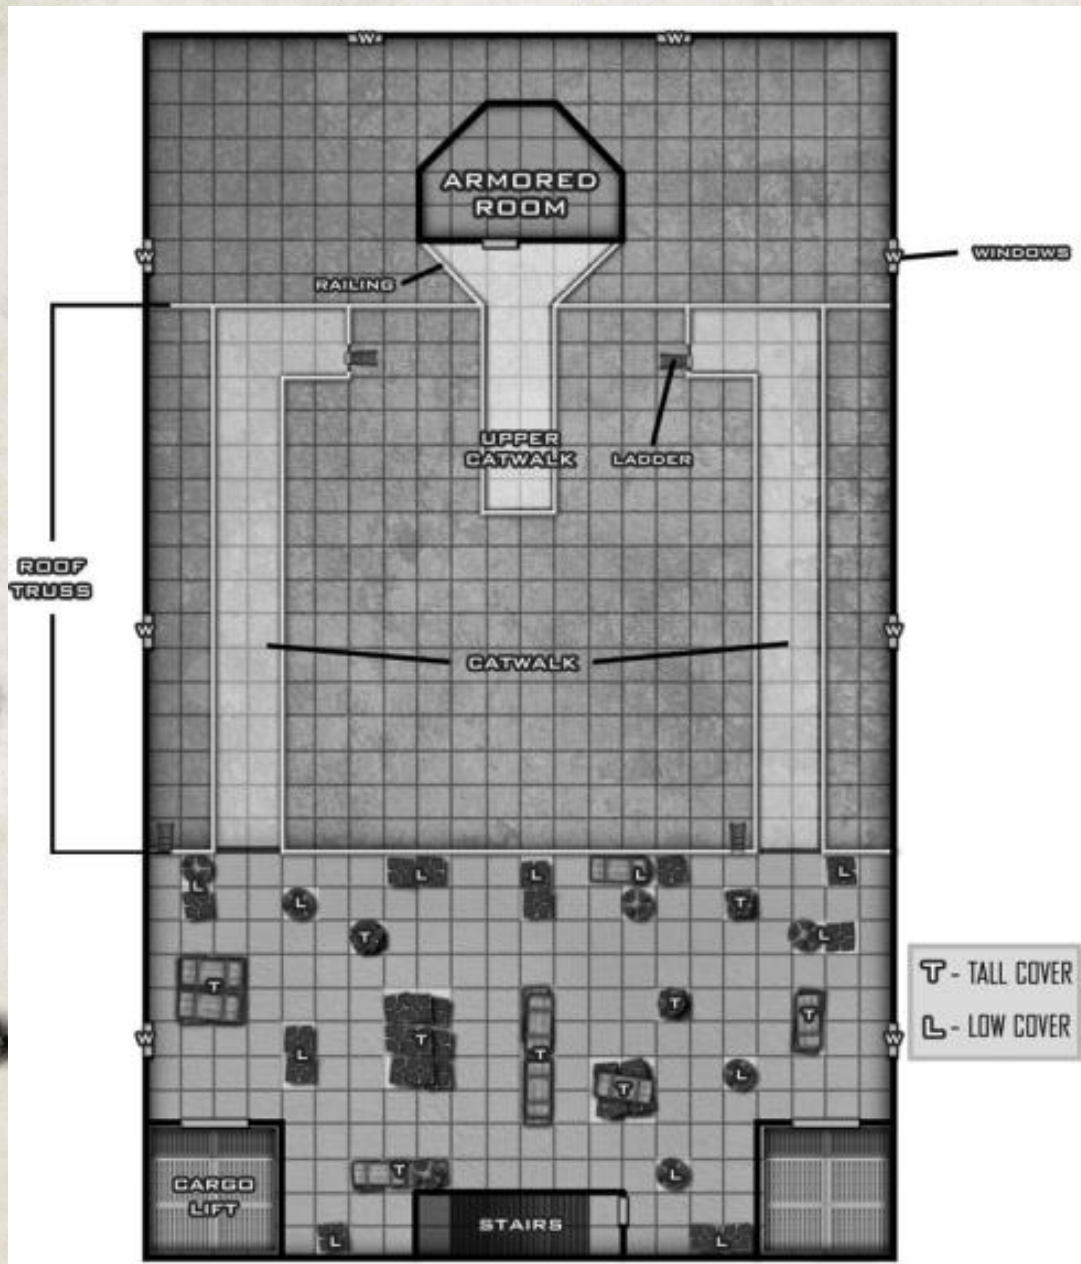 W
W
ARMORED
ROOM
W
W
WINDOWS
RAILING
UPPER
CATWALK
LADDER
ROOF
TRUSS
W
W
CATWALK
L
L
L
L
L
L
T
T
L
T
T
T
T - TALL COVER
L - LOW COVER
W
T
W
L
T
L
T
T
L
CARGO
LIFT
STAIRS
L
L